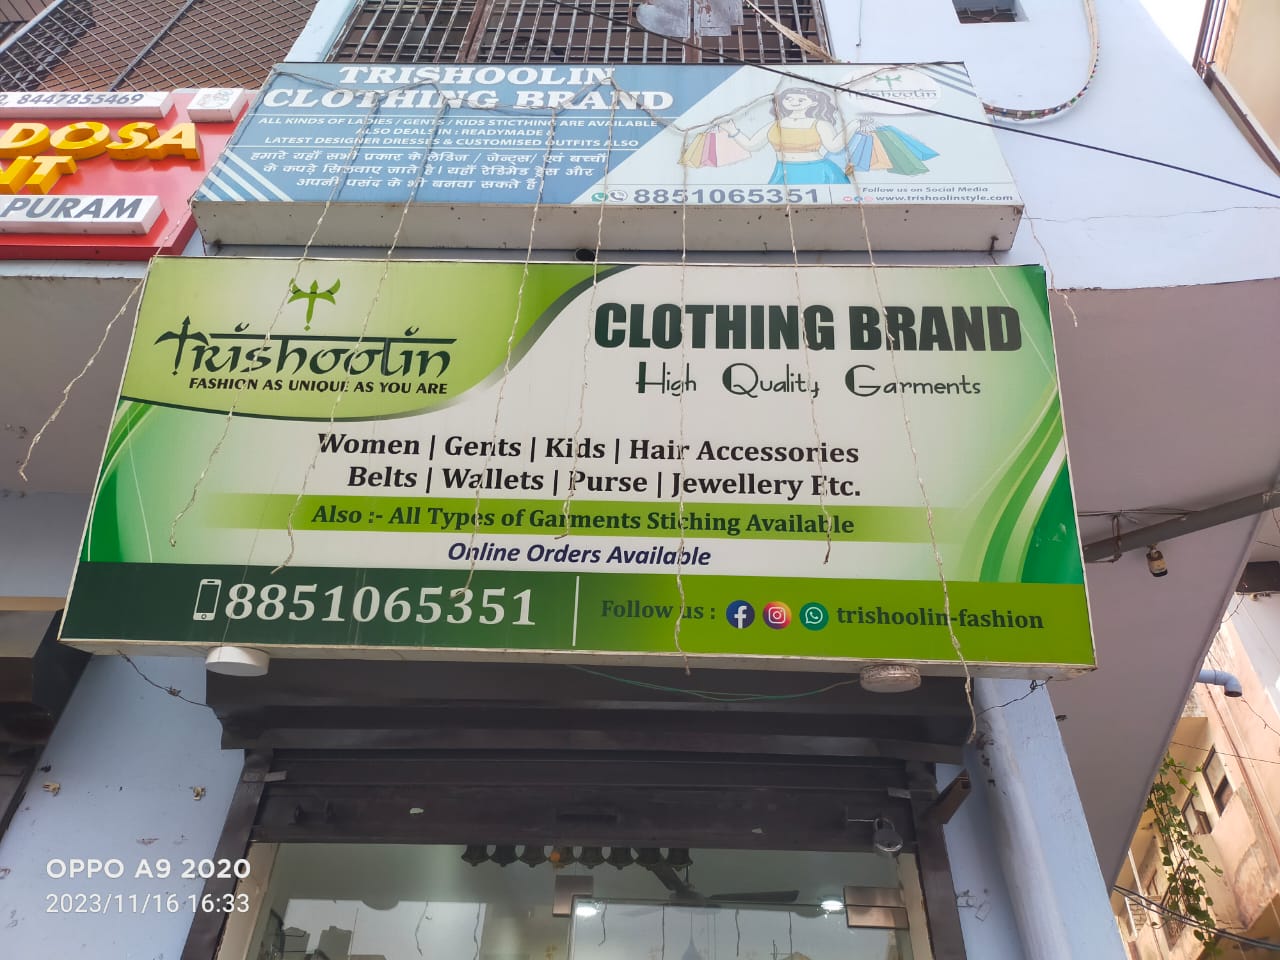 8447855469
DOSA
PURAM
TRISHOOLIN
CLOTHING BRAND
ALL KINDS OF LADIES / GENTS / KIDS STICTHING ARE AVAILABLE
ALSO DEALS IN : READYMADE &
LATEST DESIGNER DRESSES & CUSTOMISED OUTFITS ALSO
हमारे यहाँ सभी प्रकार के लेडिज / जेन्ट्स/ एवं बच्चों
के कपड़े सिलवाए जाते है । यहाँ रेडिमेड ड्रेस और
अपनी पसंद के भी बनवा सकते है
8851065351
trishoolin
Follow us on Social Media
www.trishoolinstyle.com
Trishoolin
FASHION AS UNIQUE AS YOU ARE
CLOTHING BRAND
High Quality Garments
Women | Gents | Kids | Hair Accessories
Belts | Wallets | Purse | Jewellery Etc.
Also :- All Types of Garments Stiching Available
Online Orders Available
8851065351
Follow us : trishoolin-fashion
OPPO A9 2020
2023/11/16 16:33